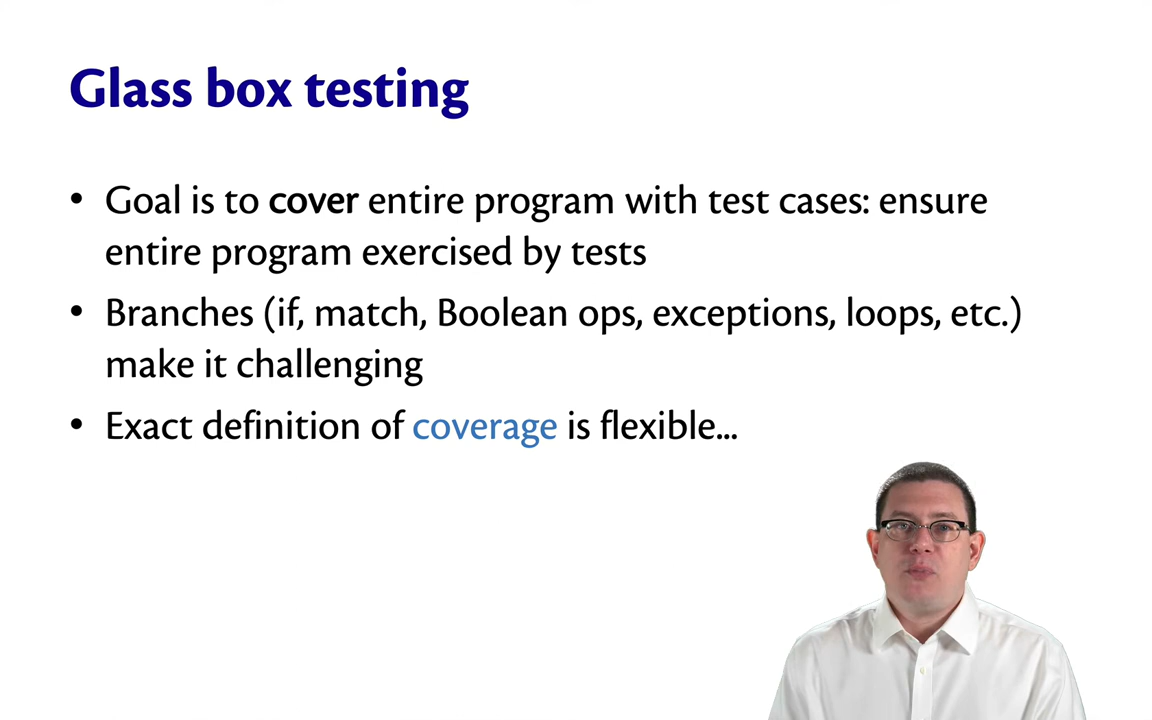 Glass box testing
• Goal is to cover entire program with test cases: ensure
entire program exercised by tests
• Branches (if, match, Boolean ops, exceptions, loops, etc.)
make it challenging
• Exact definition of coverage is flexible...